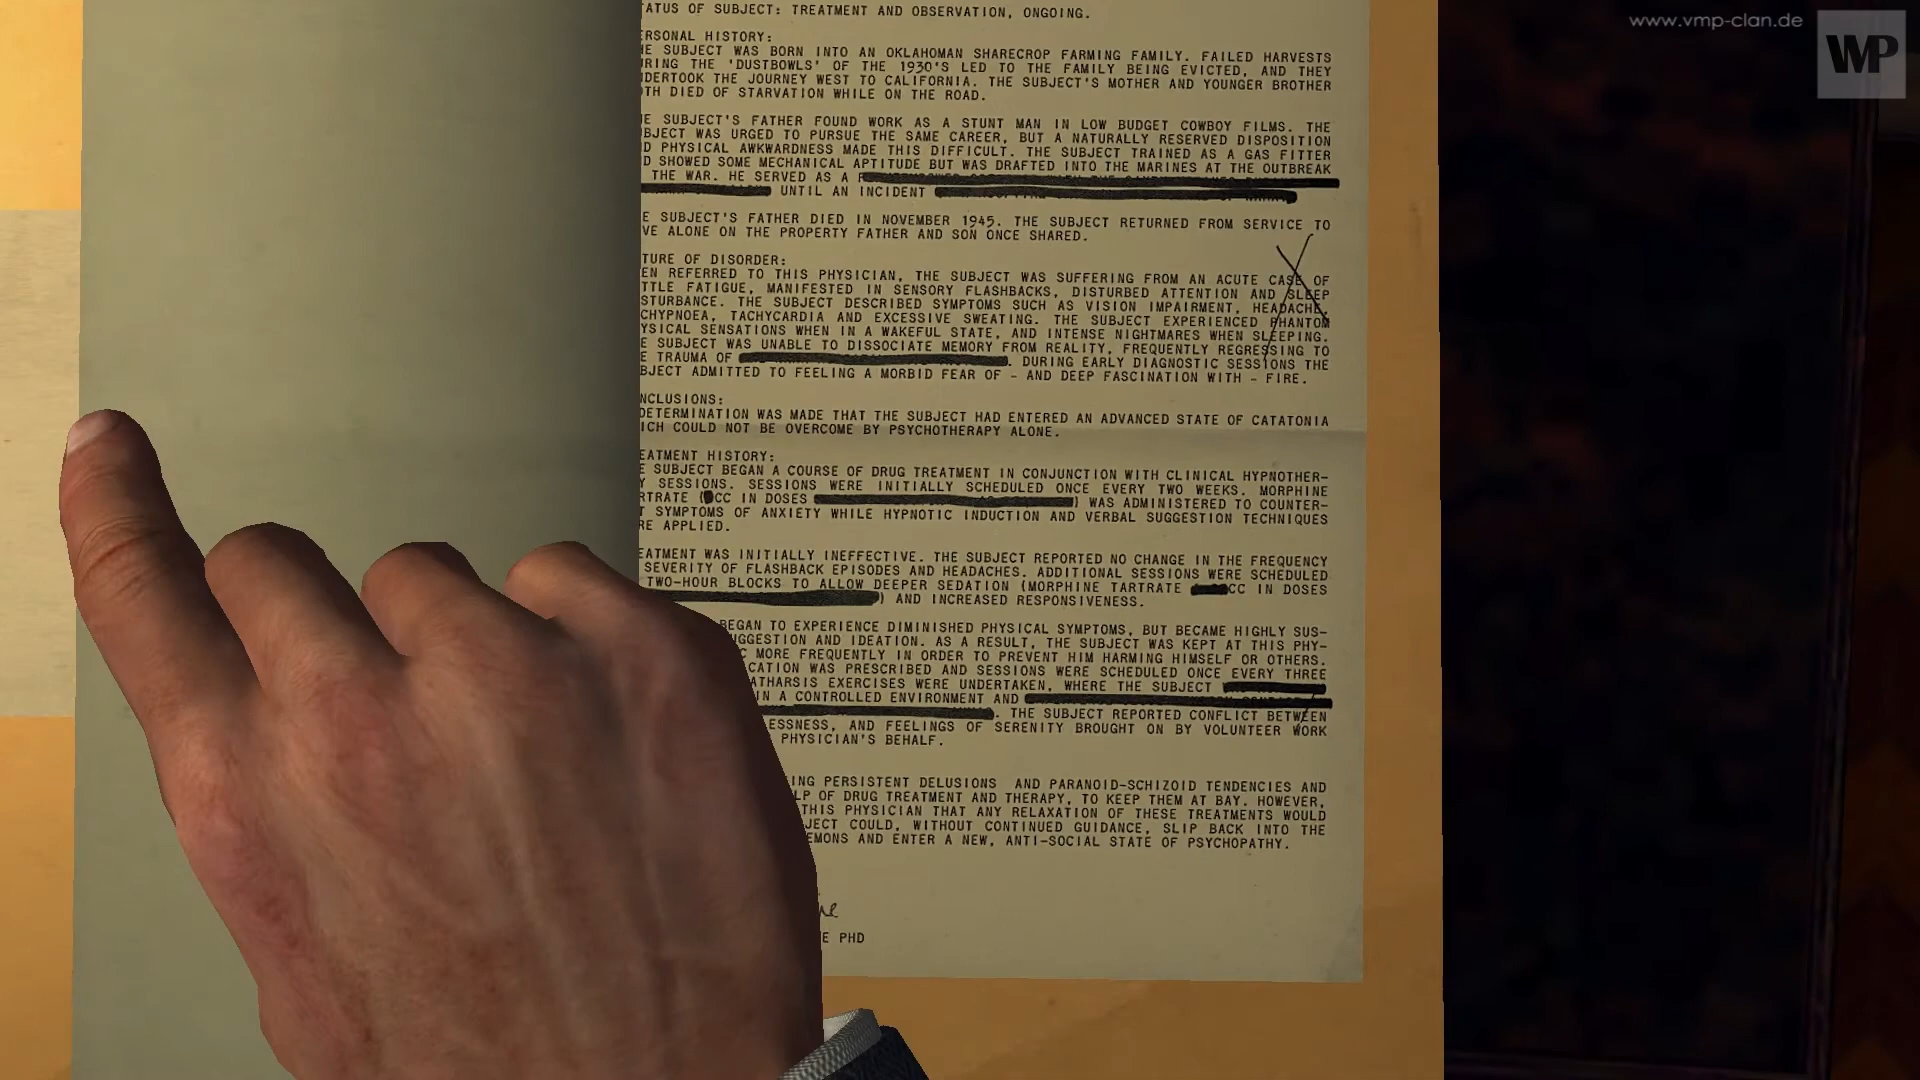 www.vmp-clan.de
VMP
ATUS OF SUBJECT: TREATMENT AND OBSERVATION, ONGOING.
ERSONAL HISTORY:
HE SUBJECT WAS BORN INTO AN OKLAHOMAN SHARECROP FARMING FAMILY. FAILED HARVESTS
URING THE 'DUSTBOWLS' OF THE 1930'S LED TO THE FAMILY BEING EVICTED, AND THEY
NDERTOOK THE JOURNEY WEST TO CALIFORNIA. THE SUBJECT'S MOTHER AND YOUNGER BROTHER
OTH DIED OF STARVATION WHILE ON THE ROAD.
HE SUBJECT'S FATHER FOUND WORK AS A STUNT MAN IN LOW BUDGET COWBOY FILMS. THE
UBJECT WAS URGED TO PURSUE THE SAME CAREER, BUT A NATURALLY RESERVED DISPOSITION
ND PHYSICAL AWKWARDNESS MADE THIS DIFFICULT. THE SUBJECT TRAINED AS A GAS FITTER
D SHOWED SOME MECHANICAL APTITUDE BUT WAS DRAFTED INTO THE MARINES AT THE OUTBREAK
THE WAR. HE SERVED AS A
UNTIL AN INCIDENT
E SUBJECT'S FATHER DIED IN NOVEMBER 1945. THE SUBJECT RETURNED FROM SERVICE TO
VE ALONE ON THE PROPERTY FATHER AND SON ONCE SHARED.
TURE OF DISORDER:
EN REFERRED TO THIS PHYSICIAN, THE SUBJECT WAS SUFFERING FROM AN ACUTE CASE OF
TTLE FATIGUE, MANIFESTED IN SENSORY FLASHBACKS, DISTURBED ATTENTION AND SLEEP
STURBANCE. THE SUBJECT DESCRIBED SYMPTOMS SUCH AS VISION IMPAIRMENT, HEADACHE,
CHYPNOEA, TACHYCARDIA AND EXCESSIVE SWEATING. THE SUBJECT EXPERIENCED PHANTOM
YSICAL SENSATIONS WHEN IN A WAKEFUL STATE, AND INTENSE NIGHTMARES WHEN SLEEPING.
E SUBJECT WAS UNABLE TO DISSOCIATE MEMORY FROM REALITY, FREQUENTLY REGRESSING TO
E TRAUMA OF . DURING EARLY DIAGNOSTIC SESSIONS THE
BJECT ADMITTED TO FEELING A MORBID FEAR OF - AND DEEP FASCINATION WITH - FIRE.
NCLUSIONS:
DETERMINATION WAS MADE THAT THE SUBJECT HAD ENTERED AN ADVANCED STATE OF CATATONIA
ICH COULD NOT BE OVERCOME BY PSYCHOTHERAPY ALONE.
EATMENT HISTORY:
E SUBJECT BEGAN A COURSE OF DRUG TREATMENT IN CONJUNCTION WITH CLINICAL HYPNOTHER-
Y SESSIONS. SESSIONS WERE INITIALLY SCHEDULED ONCE EVERY TWO WEEKS. MORPHINE
RTRATE ( CC IN DOSES ) WAS ADMINISTERED TO COUNTER-
T SYMPTOMS OF ANXIETY WHILE HYPNOTIC INDUCTION AND VERBAL SUGGESTION TECHNIQUES
RE APPLIED.
EATMENT WAS INITIALLY INEFFECTIVE. THE SUBJECT REPORTED NO CHANGE IN THE FREQUENCY
SEVERITY OF FLASHBACK EPISODES AND HEADACHES. ADDITIONAL SESSIONS WERE SCHEDULED
TWO-HOUR BLOCKS TO ALLOW DEEPER SEDATION (MORPHINE TARTRATE CC IN DOSES
) AND INCREASED RESPONSIVENESS.
BEGAN TO EXPERIENCE DIMINISHED PHYSICAL SYMPTOMS, BUT BECAME HIGHLY SUS-
UGGESTION AND IDEATION. AS A RESULT, THE SUBJECT WAS KEPT AT THIS PHY-
C MORE FREQUENTLY IN ORDER TO PREVENT HIM HARMING HIMSELF OR OTHERS.
CATION WAS PRESCRIBED AND SESSIONS WERE SCHEDULED ONCE EVERY THREE
ATHARSIS EXERCISES WERE UNDERTAKEN, WHERE THE SUBJECT
IN A CONTROLLED ENVIRONMENT AND
. THE SUBJECT REPORTED CONFLICT BETWEEN
LESSNESS, AND FEELINGS OF SERENITY BROUGHT ON BY VOLUNTEER WORK
PHYSICIAN'S BEHALF.
ING PERSISTENT DELUSIONS AND PARANOID-SCHIZOID TENDENCIES AND
LP OF DRUG TREATMENT AND THERAPY, TO KEEP THEM AT BAY. HOWEVER,
THIS PHYSICIAN THAT ANY RELAXATION OF THESE TREATMENTS WOULD
JECT COULD, WITHOUT CONTINUED GUIDANCE, SLIP BACK INTO THE
EMONS AND ENTER A NEW, ANTI-SOCIAL STATE OF PSYCHOPATHY.
E PHD